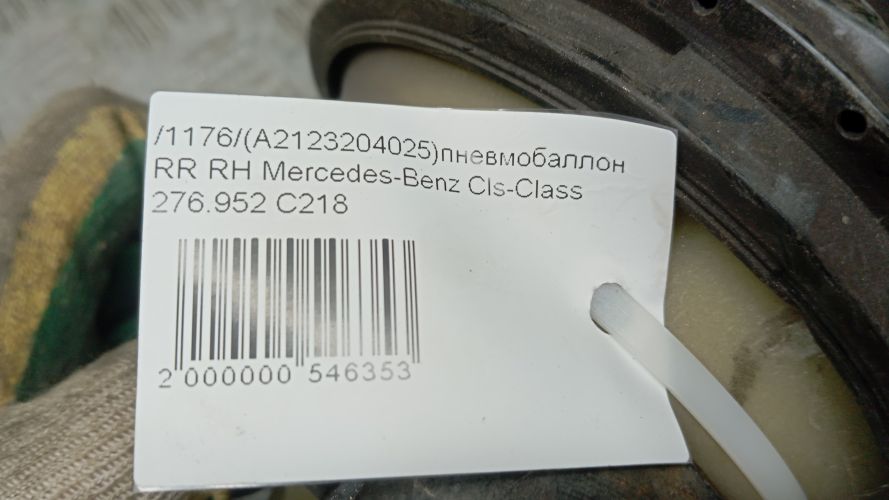 /1176/(A2123204025)пневмобаллон
RR RH Mercedes-Benz Cls-Class
276.952 C218
2 000000 546353